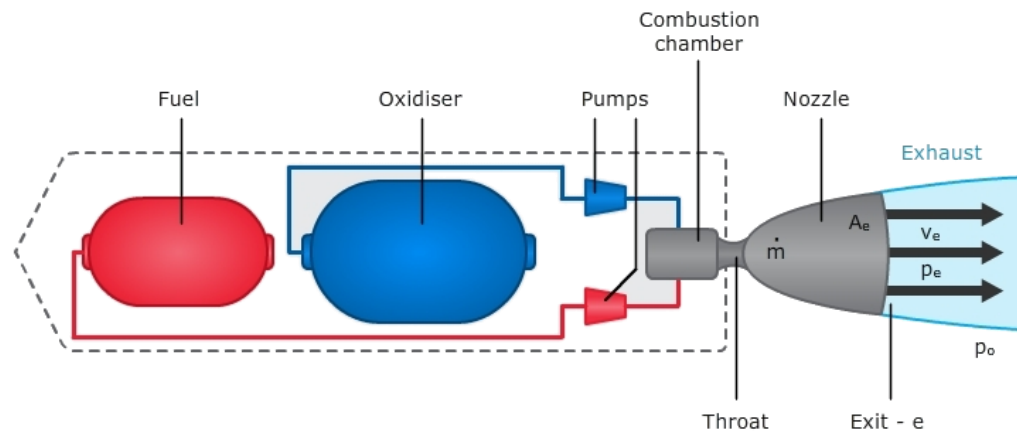 Combustion
chamber
Fuel
Oxidiser
Pumps
Nozzle
Exhaust
Aₑ
vₑ
ṁ
pₑ
pₒ
Throat
Exit - e